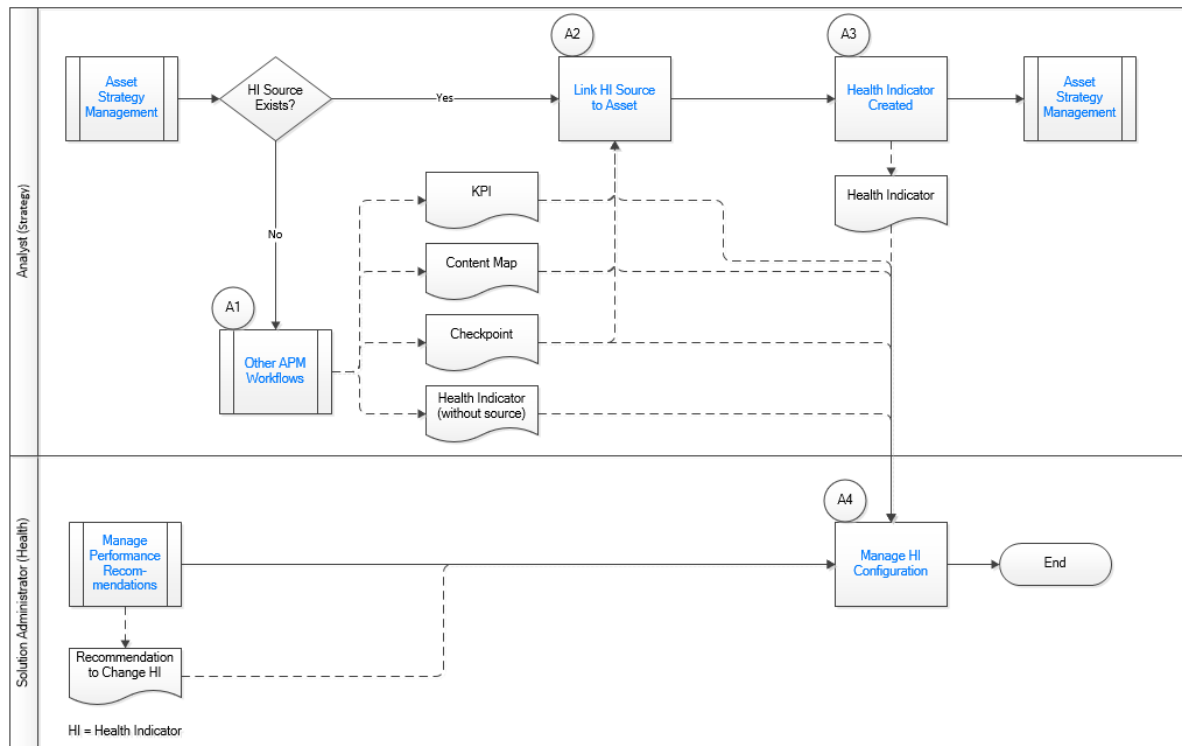 Analyst (Strategy)
A2
A3
Asset
Strategy
Management
HI Source
Exists?
Yes
Link HI Source
to Asset
Health Indicator
Created
Asset
Strategy
Management
KPI
Health Indicator
No
Content Map
A1
Checkpoint
Other APM
Workflows
Health Indicator
(without source)
Solution Administrator (Health)
A4
Manage
Performance
Recom-
mendations
Manage HI
Configuration
End
Recommendation
to Change HI
HI = Health Indicator